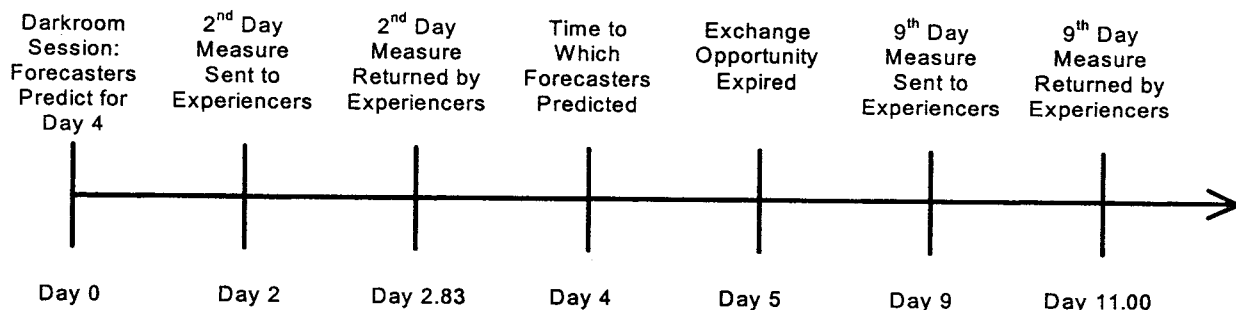 Darkroom
Session:
Forecasters
Predict for
Day 4
2nd Day
Measure
Sent to
Experiencers
2nd Day
Measure
Returned by
Experiencers
Time to
Which
Forecasters
Predicted
Exchange
Opportunity
Expired
9th Day
Measure
Sent to
Experiencers
9th Day
Measure
Returned by
Experiencers
Day 0
Day 2
Day 2.83
Day 4
Day 5
Day 9
Day 11.00